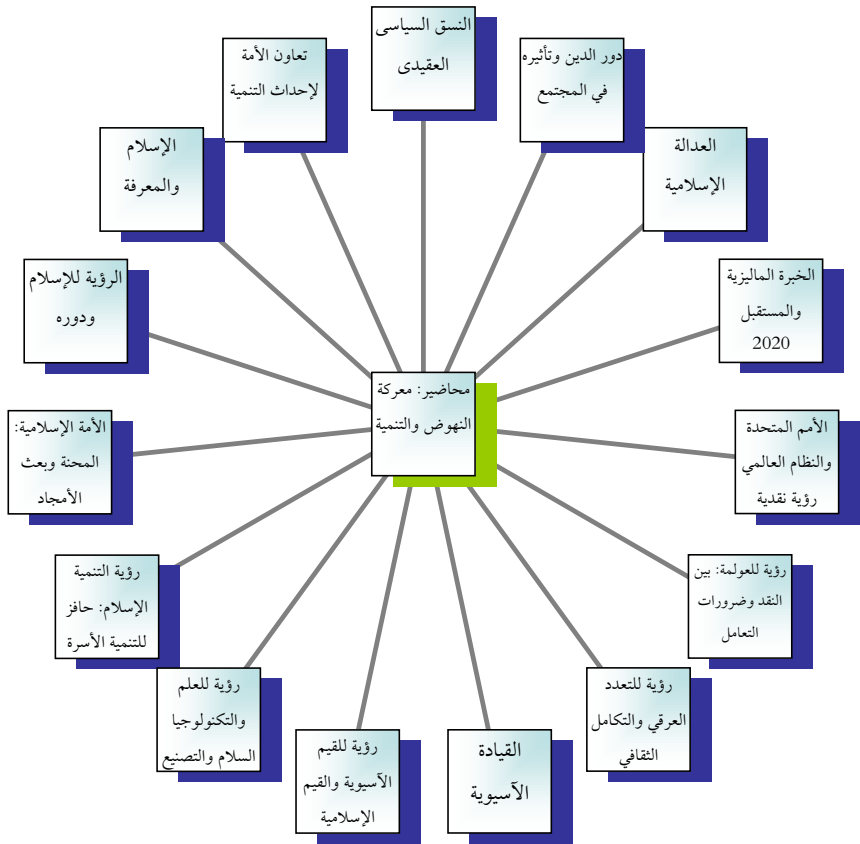 النسق السياسى
العقيدى
دور الدين وتأثيره
في المجتمع
العدالة
الإسلامية
الخبرة الماليزية
والمستقبل
2020
الأمم المتحدة
والنظام العالمي
رؤية نقدية
رؤية للعولمة: بين
النقد وضرورات
التعامل
رؤية للتعدد
العرقي والتكامل
الثقافي
القيادة
الآسيوية
رؤية للقيم
الآسيوية والقيم
الإسلامية
رؤية للعلم
والتكنولوجيا
السلام والتصنيع
رؤية التنمية
الإسلام: حافز
للتنمية الأسرة
الأمة الإسلامية:
المحنة وبعث
الأمجاد
الرؤية للإسلام
ودوره
الإسلام
والمعرفة
تعاون الأمة
لإحداث التنمية
محاضير: معركة
النهوض والتنمية